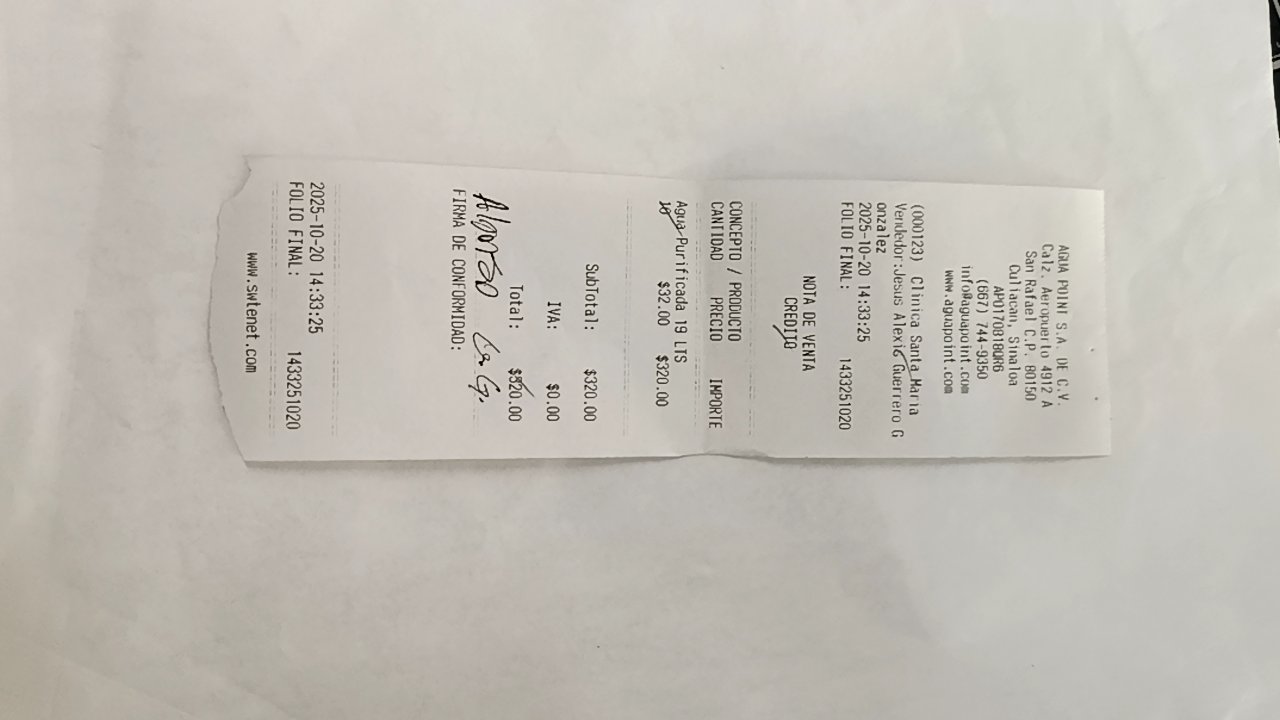 AGUA POINT S.A. DE C.V.
Calz. Aeropuerto 4912 A
San Rafael C.P. 80150
Culiacan, Sinaloa
APO170818QR6
(667) 744-9350
info@aguapoint.com
www.aguapoint.com
(000123) Clinica Santa Maria
Vendedor:Jesus Alexis Guerrero G
onzalez
2025-10-20 14:33:25
FOLIO FINAL: 1433251020
NOTA DE VENTA
CREDITO
CONCEPTO / PRODUCTO
CANTIDAD PRECIO IMPORTE
Agua Purificada 19 LTS
10 $32.00 $320.00
SubTotal: $320.00
IVA: $0.00
Total: $320.00
FIRMA DE CONFORMIDAD:
2025-10-20 14:33:25
FOLIO FINAL: 1433251020
www.swtenet.com